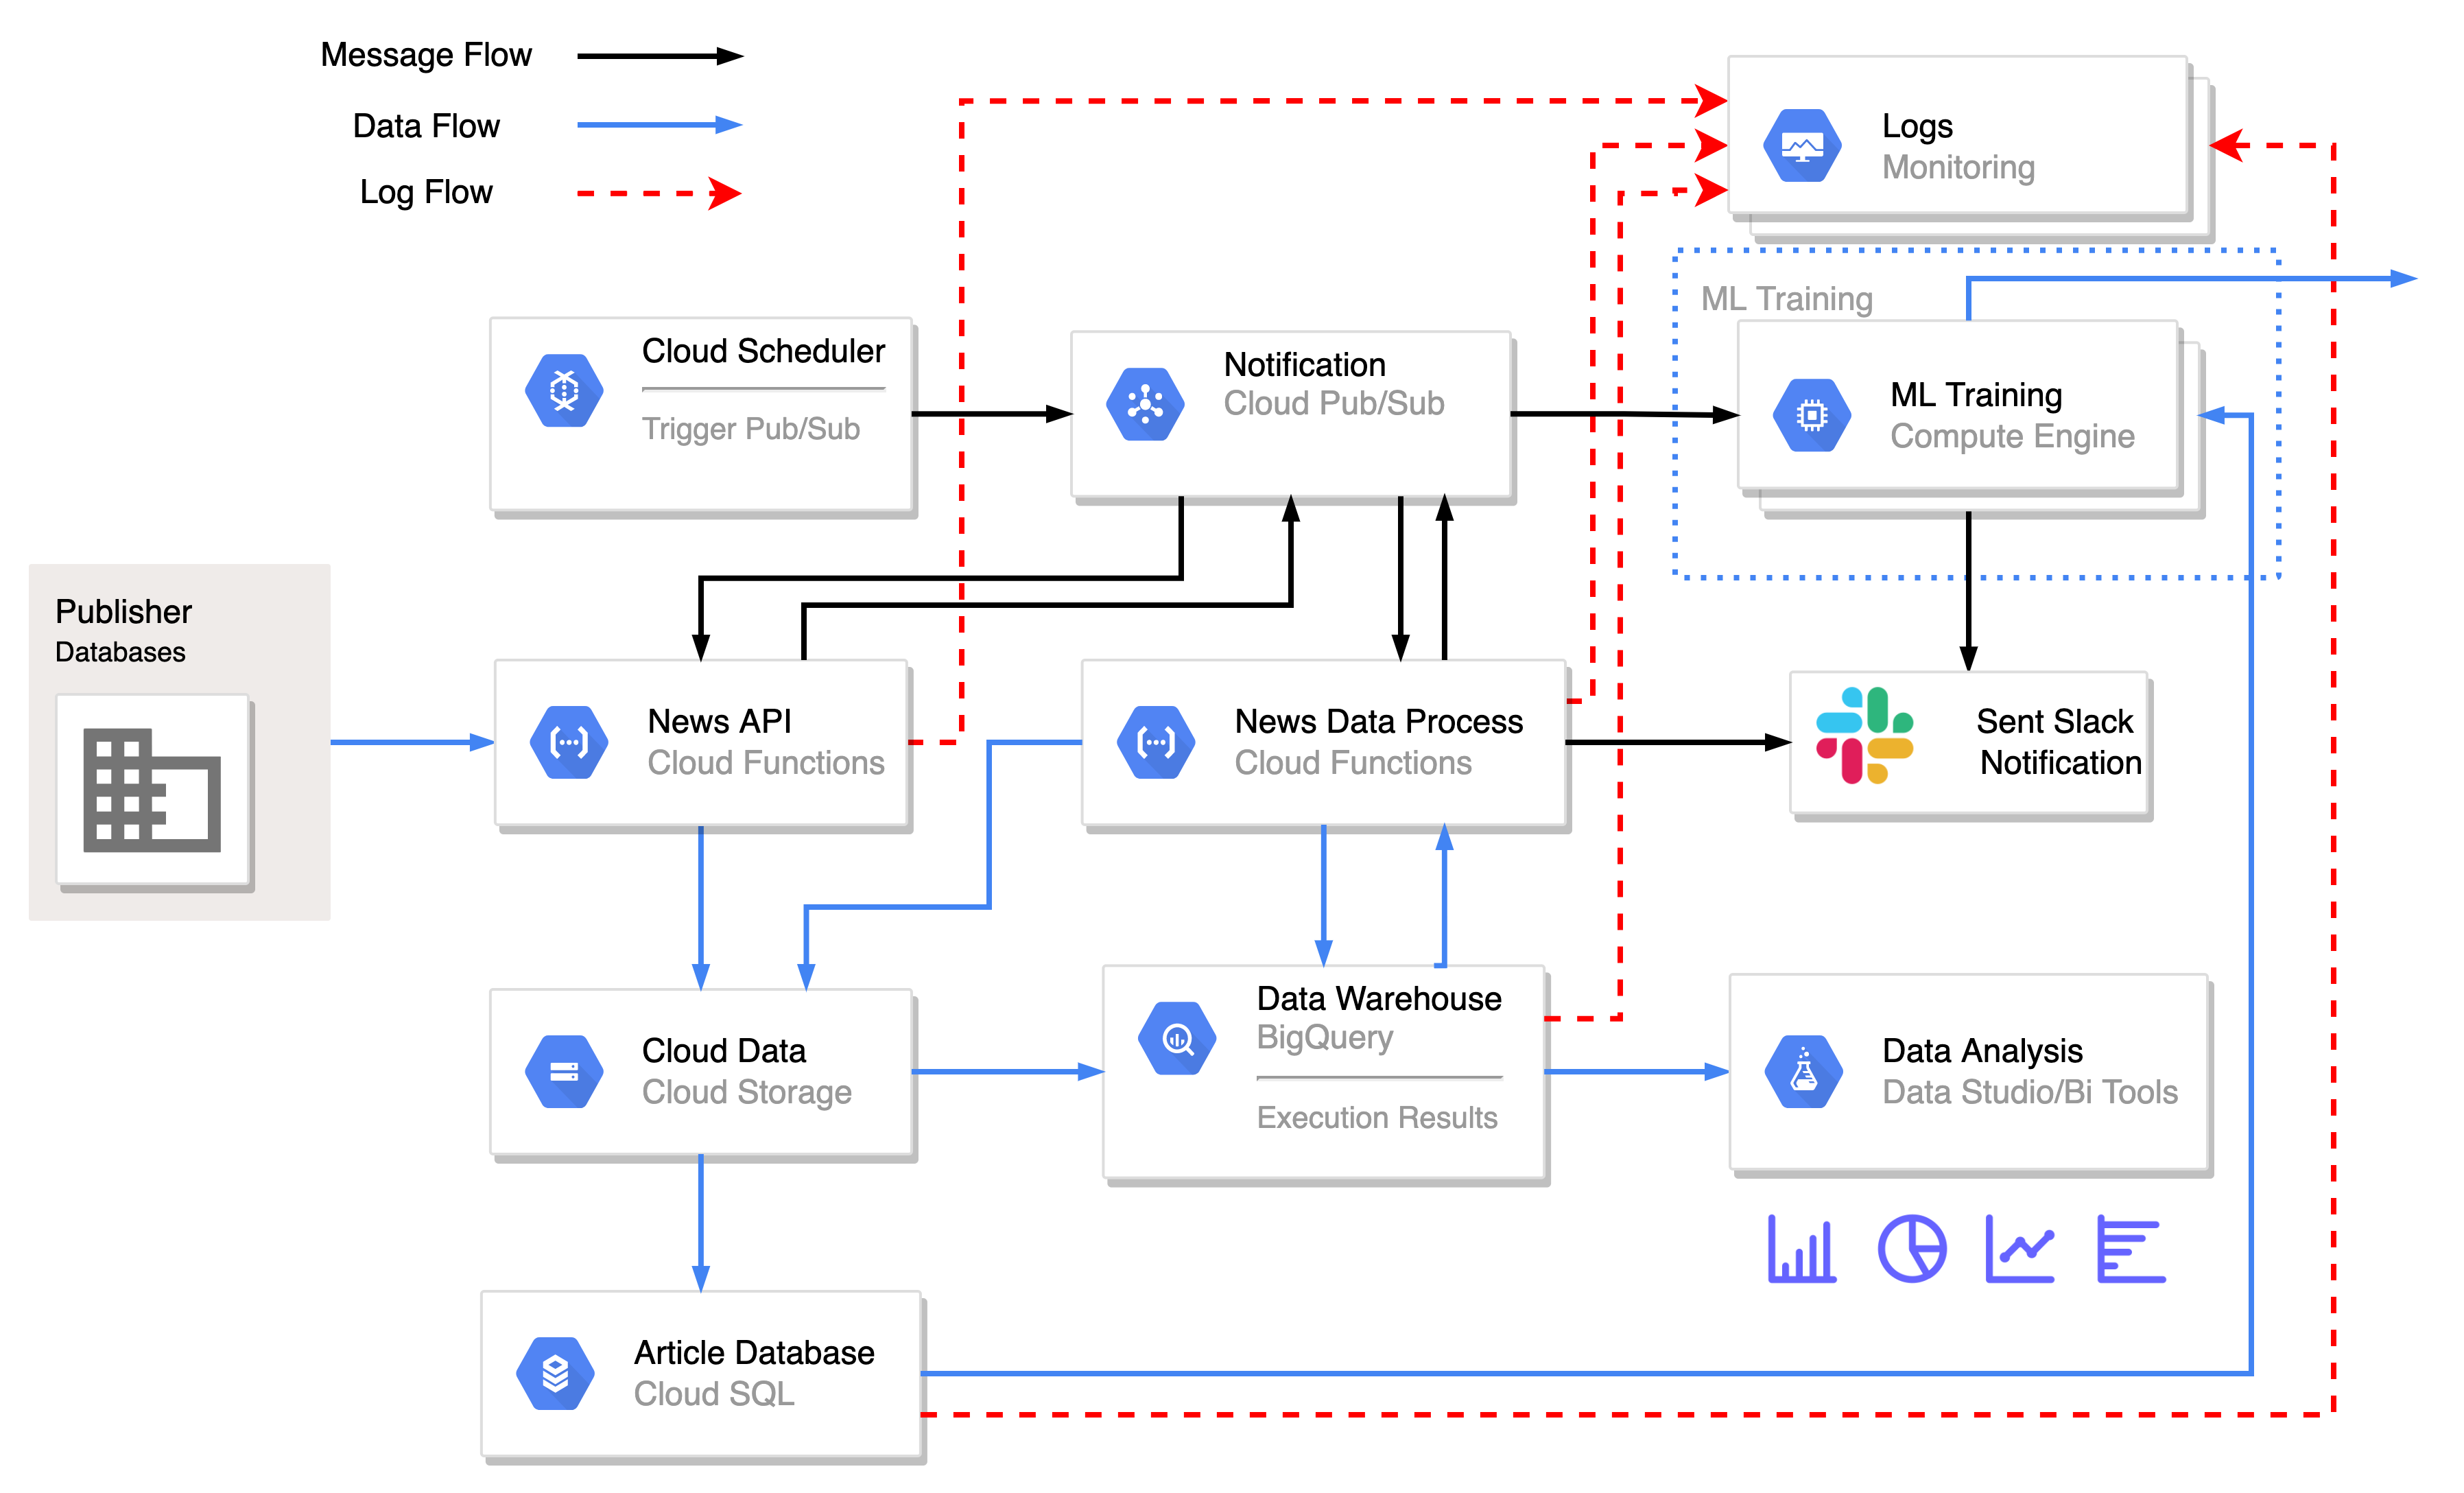 Message Flow
Data Flow
Log Flow
Logs
Monitoring
ML Training
Cloud Scheduler
Trigger Pub/Sub
Notification
Cloud Pub/Sub
ML Training
Compute Engine
Publisher
Databases
News API
Cloud Functions
News Data Process
Cloud Functions
Sent Slack
Notification
Cloud Data
Cloud Storage
Data Warehouse
BigQuery
Execution Results
Data Analysis
Data Studio/Bi Tools
Article Database
Cloud SQL